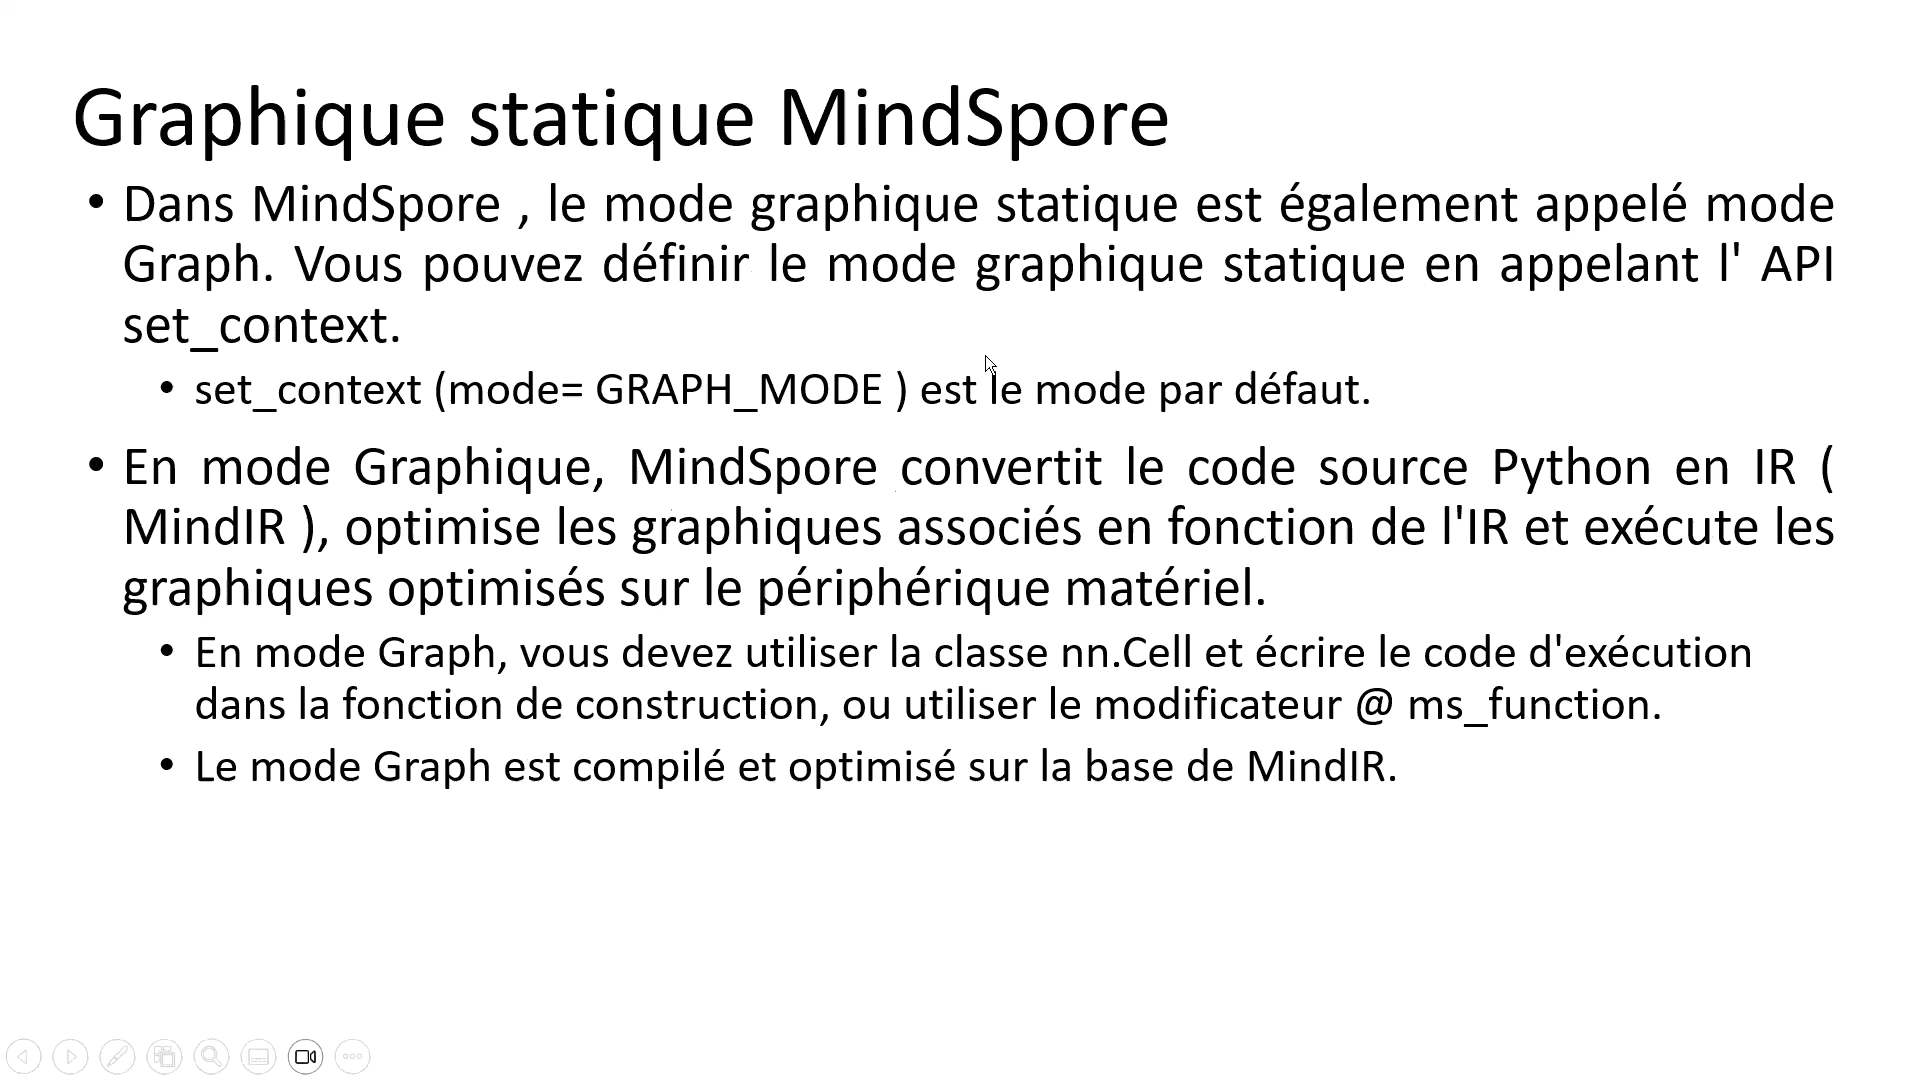 Graphique statique MindSpore
• Dans MindSpore , le mode graphique statique est également appelé mode
Graph. Vous pouvez définir le mode graphique statique en appelant l' API
set_context.
• set_context (mode= GRAPH_MODE ) est le mode par défaut.
• En mode Graphique, MindSpore convertit le code source Python en IR (
MindIR ), optimise les graphiques associés en fonction de l'IR et exécute les
graphiques optimisés sur le périphérique matériel.
• En mode Graph, vous devez utiliser la classe nn.Cell et écrire le code d'exécution
dans la fonction de construction, ou utiliser le modificateur @ ms_function.
• Le mode Graph est compilé et optimisé sur la base de MindIR.